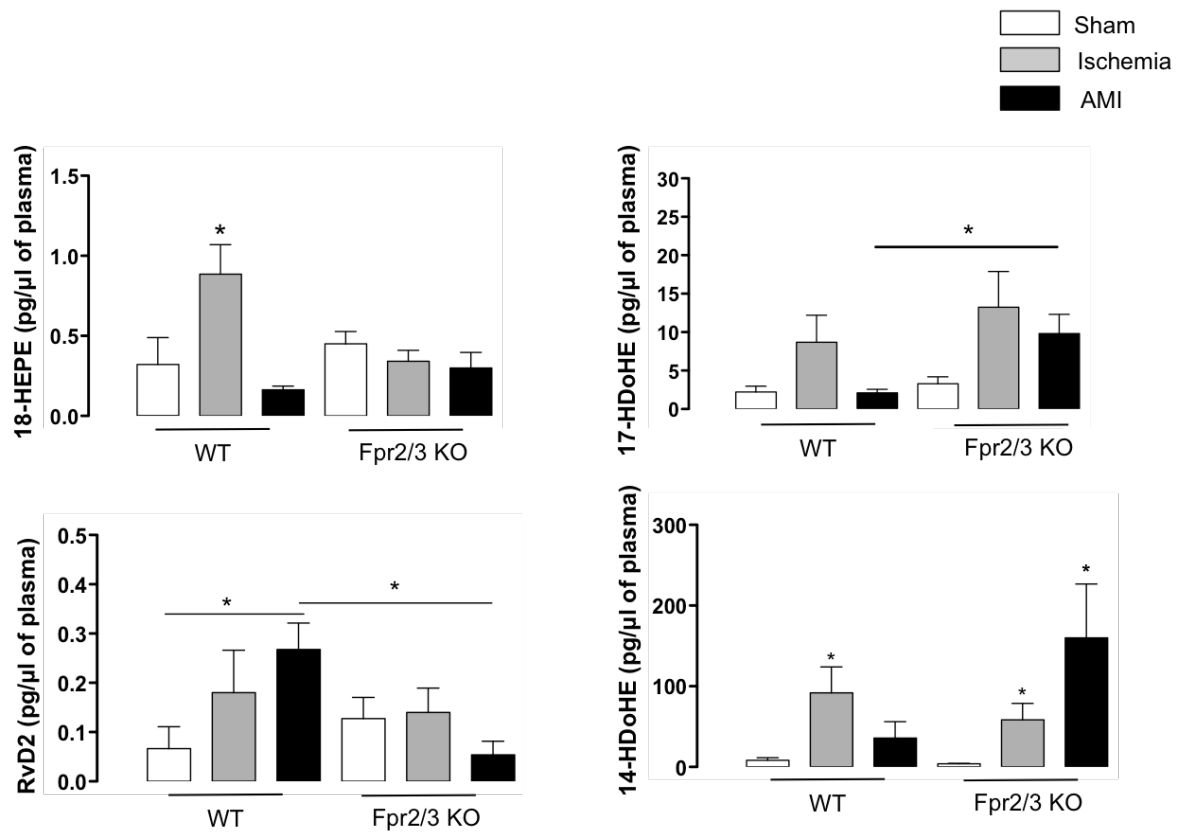 Sham
Ischemia
AMI
18-HEPE (pg/µl of plasma)
1.5
1.0
0.5
0.0
*
WT
Fpr2/3 KO
17-HDoHE (pg/µl of plasma)
30
25
20
15
10
5
0
*
WT
Fpr2/3 KO
RvD2 (pg/µl of plasma)
0.5
0.4
0.3
0.2
0.1
0.0
*
*
WT
Fpr2/3 KO
14-HDoHE (pg/µl of plasma)
300
200
100
0
*
*
*
WT
Fpr2/3 KO